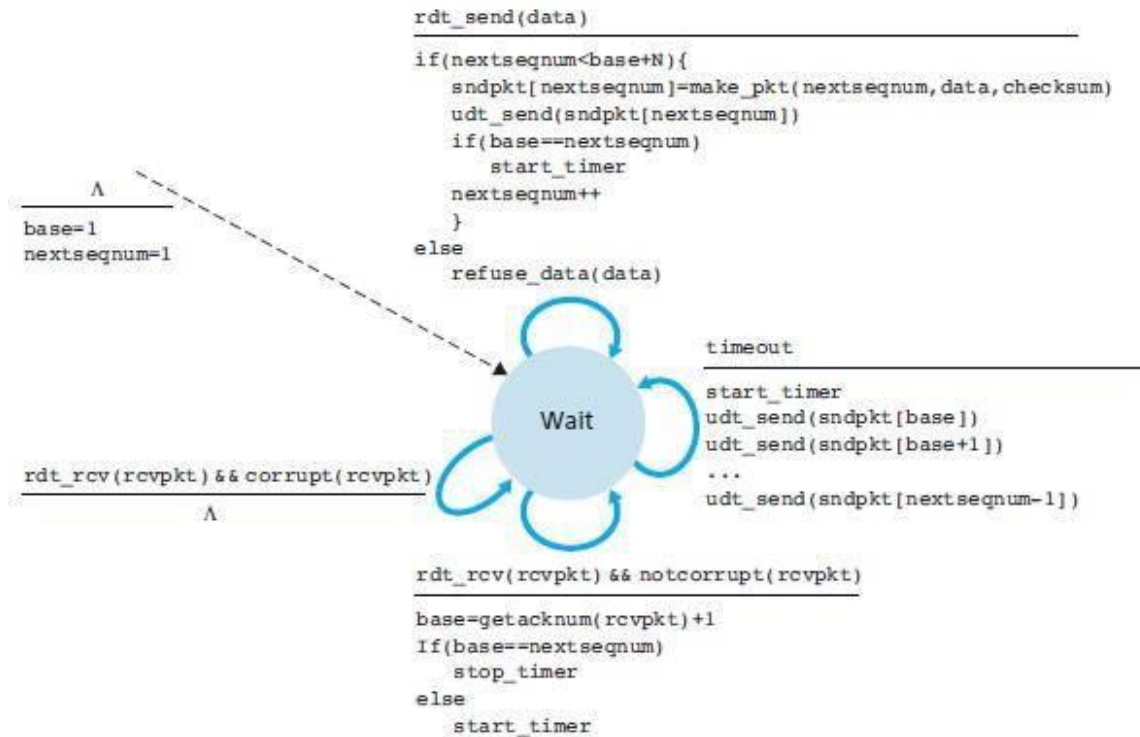 rdt_send(data)
if(nextseqnum<base+N){
sndpkt[nextseqnum]=make_pkt(nextseqnum,data,checksum)
udt_send(sndpkt[nextseqnum])
if(base==nextseqnum)
start_timer
nextseqnum++
}
else
refuse_data(data)
Λ
base=1
nextseqnum=1
Wait
timeout
start_timer
udt_send(sndpkt[base])
udt_send(sndpkt[base+1])
...
udt_send(sndpkt[nextseqnum-1])
rdt_rcv(rcvpkt) && corrupt(rcvpkt)
Λ
rdt_rcv(rcvpkt) && notcorrupt(rcvpkt)
base=getacknum(rcvpkt)+1
If(base==nextseqnum)
stop_timer
else
start_timer